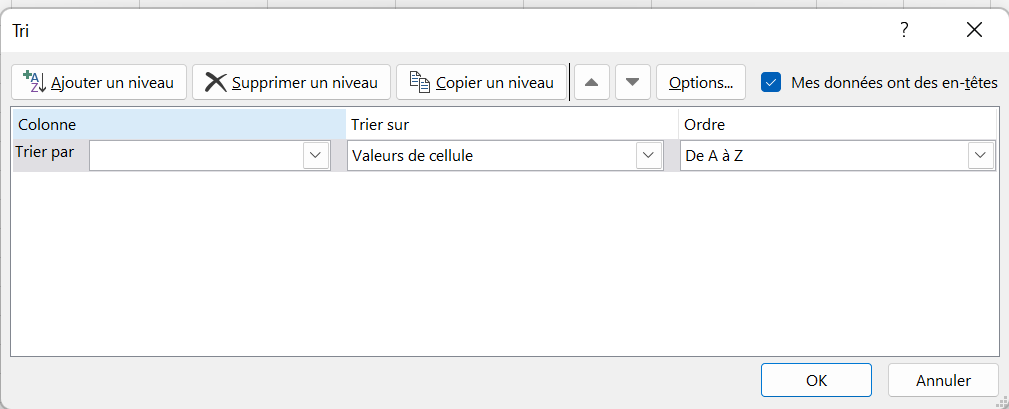 Tri
?
Ajouter un niveau Supprimer un niveau Copier un niveau Options... Mes données ont des en-têtes
Colonne Trier sur Ordre
Trier par Valeurs de cellule De A à Z
OK Annuler